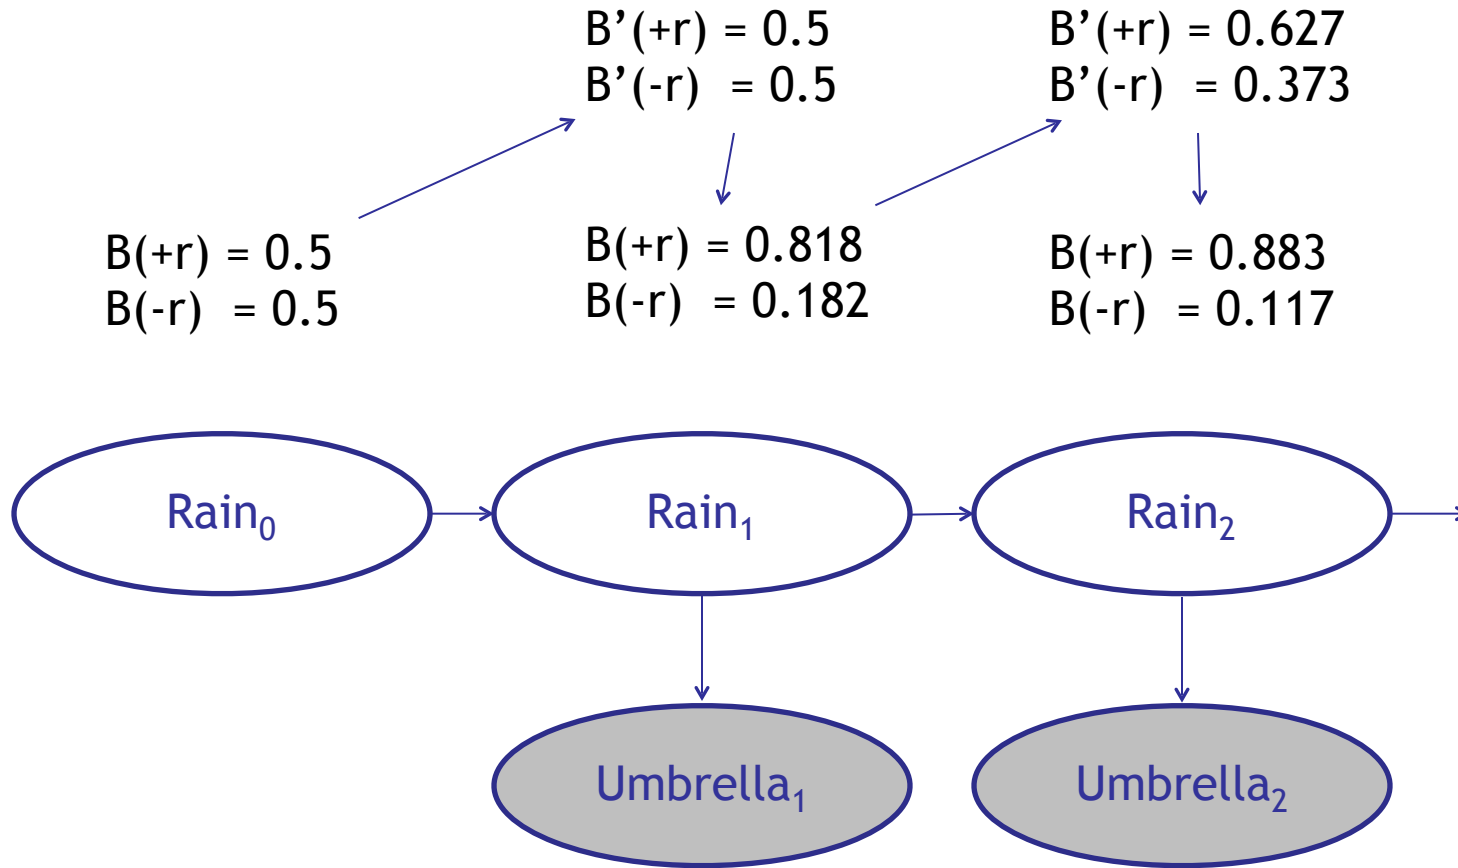 B’(+r) = 0.5
B’(-r) = 0.5
B’(+r) = 0.627
B’(-r) = 0.373
B(+r) = 0.5
B(-r) = 0.5
B(+r) = 0.818
B(-r) = 0.182
B(+r) = 0.883
B(-r) = 0.117
Rain₀
Rain₁
Rain₂
Umbrella₁
Umbrella₂